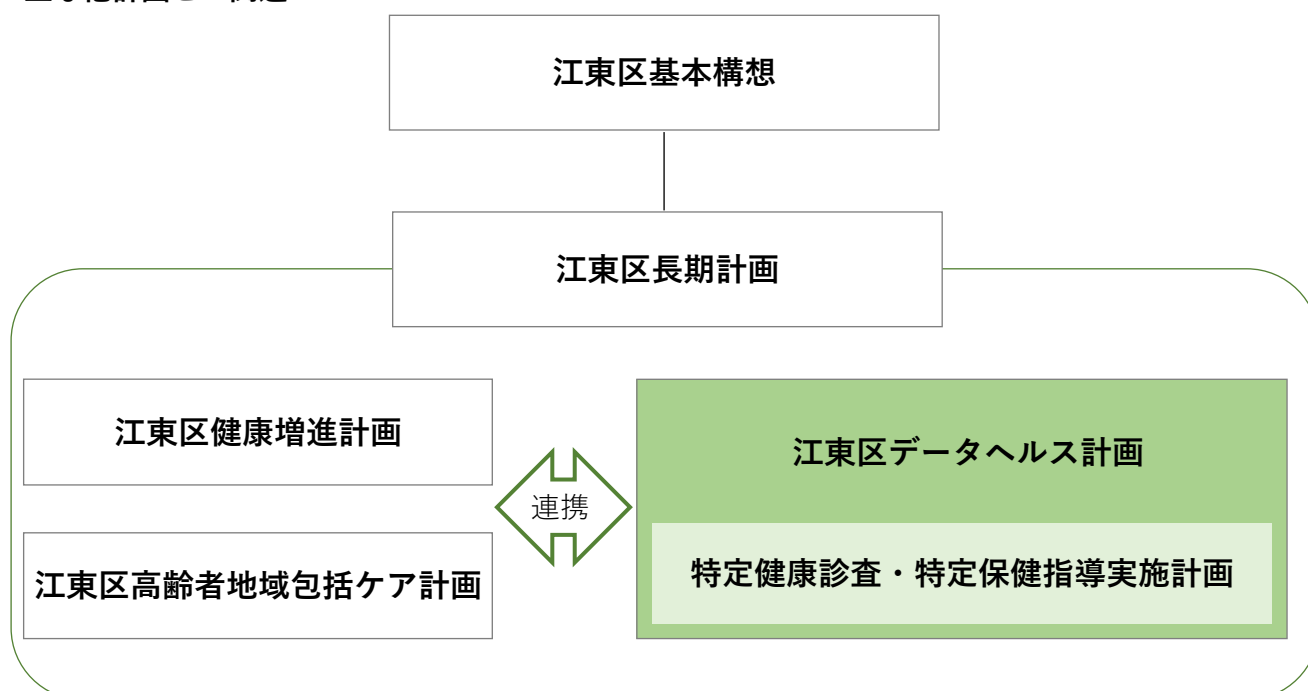 江東区基本構想
江東区長期計画
江東区健康増進計画
江東区高齢者地域包括ケア計画
連携
江東区データヘルス計画
特定健康診査・特定保健指導実施計画